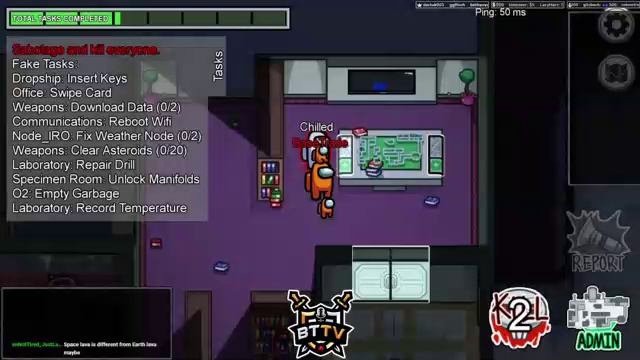 TOTAL TASKS COMPLETED
Ping: 50 ms
Sabotage and kill everyone.
Fake Tasks:
Dropship: Insert Keys
Office: Swipe Card
Weapons: Download Data (0/2)
Communications: Reboot Wifi
Node_IRO: Fix Weather Node (0/2)
Weapons: Clear Asteroids (0/20)
Laboratory: Repair Drill
Specimen Room: Unlock Manifolds
O2: Empty Garbage
Laboratory: Record Temperature
Tasks
Chilled
REPORT
Space lava is different from Earth lava
maybe
BTTV
K2L
ADMIN